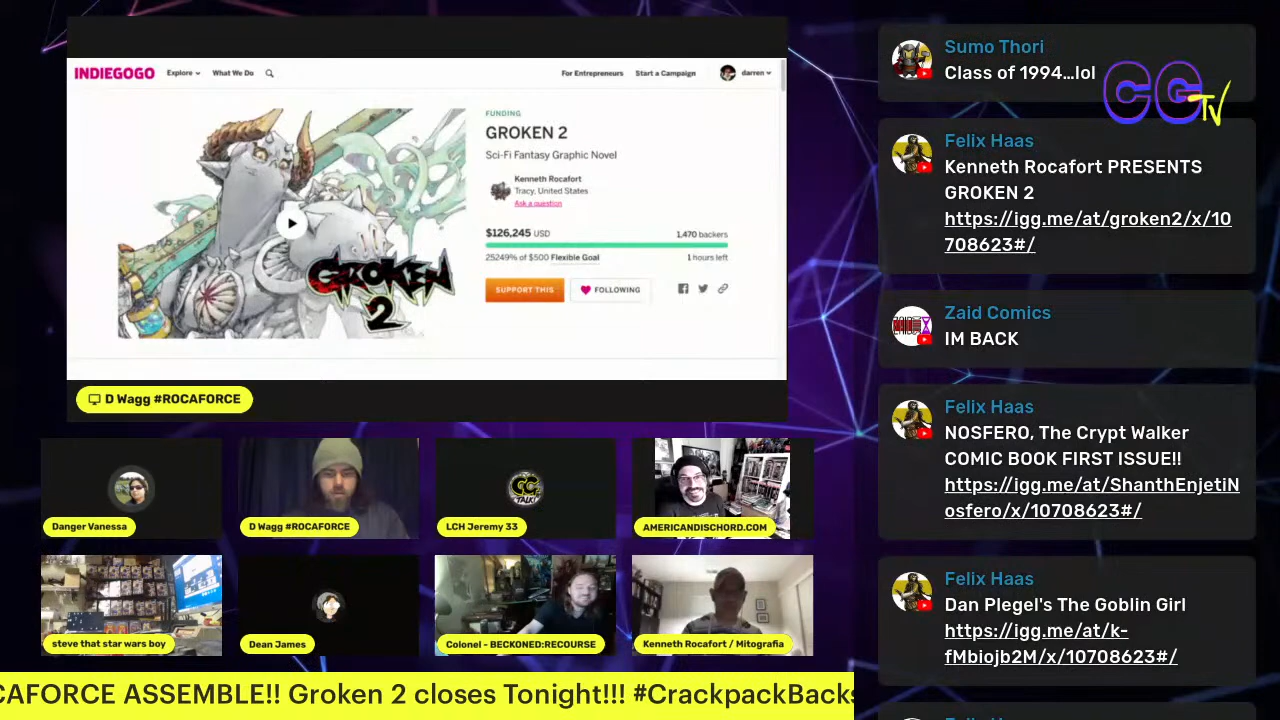 INDIEGOGO Explore What We Do For Entrepreneurs Start a Campaign darren
FUNDING
GROKEN 2
Sci-Fi Fantasy Graphic Novel
Kenneth Rocafort
Tracy, United States
Ask a question
$126,245 USD 1,470 backers
25249% of $500 Flexible Goal 1 hours left
SUPPORT THIS FOLLOWING
GROKEN
2
D Wagg #ROCAFORCE
Danger Vanessa
D Wagg #ROCAFORCE
CG
TALK!
LCH Jeremy 33
AMERICANDISCHORD.COM
steve that star wars boy
Dean James
Colonel - BECKONED:RECOURSE
Kenneth Rocafort / Mitografia
CAFORCE ASSEMBLE!! Groken 2 closes Tonight!!! #CrackpackBacks
Sumo Thori
Class of 1994...lol
CG TV
Felix Haas
Kenneth Rocafort PRESENTS
GROKEN 2
https://igg.me/at/groken2/x/10
708623#/
Zaid Comics
IM BACK
Felix Haas
NOSFERO, The Crypt Walker
COMIC BOOK FIRST ISSUE!!
https://igg.me/at/ShanthEnjetiN
osfero/x/10708623#/
Felix Haas
Dan Plegel's The Goblin Girl
https://igg.me/at/k-
fMbiojb2M/x/10708623#/